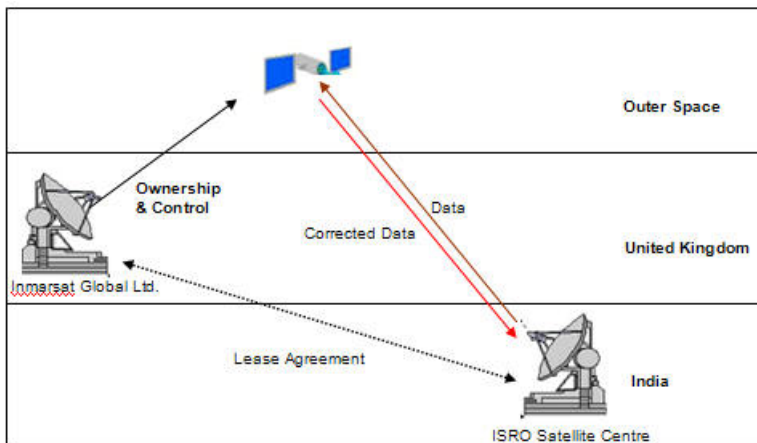 Outer Space
Ownership
& Control
Data
Corrected Data
United Kingdom
Inmarsat Global Ltd.
Lease Agreement
India
ISRO Satellite Centre